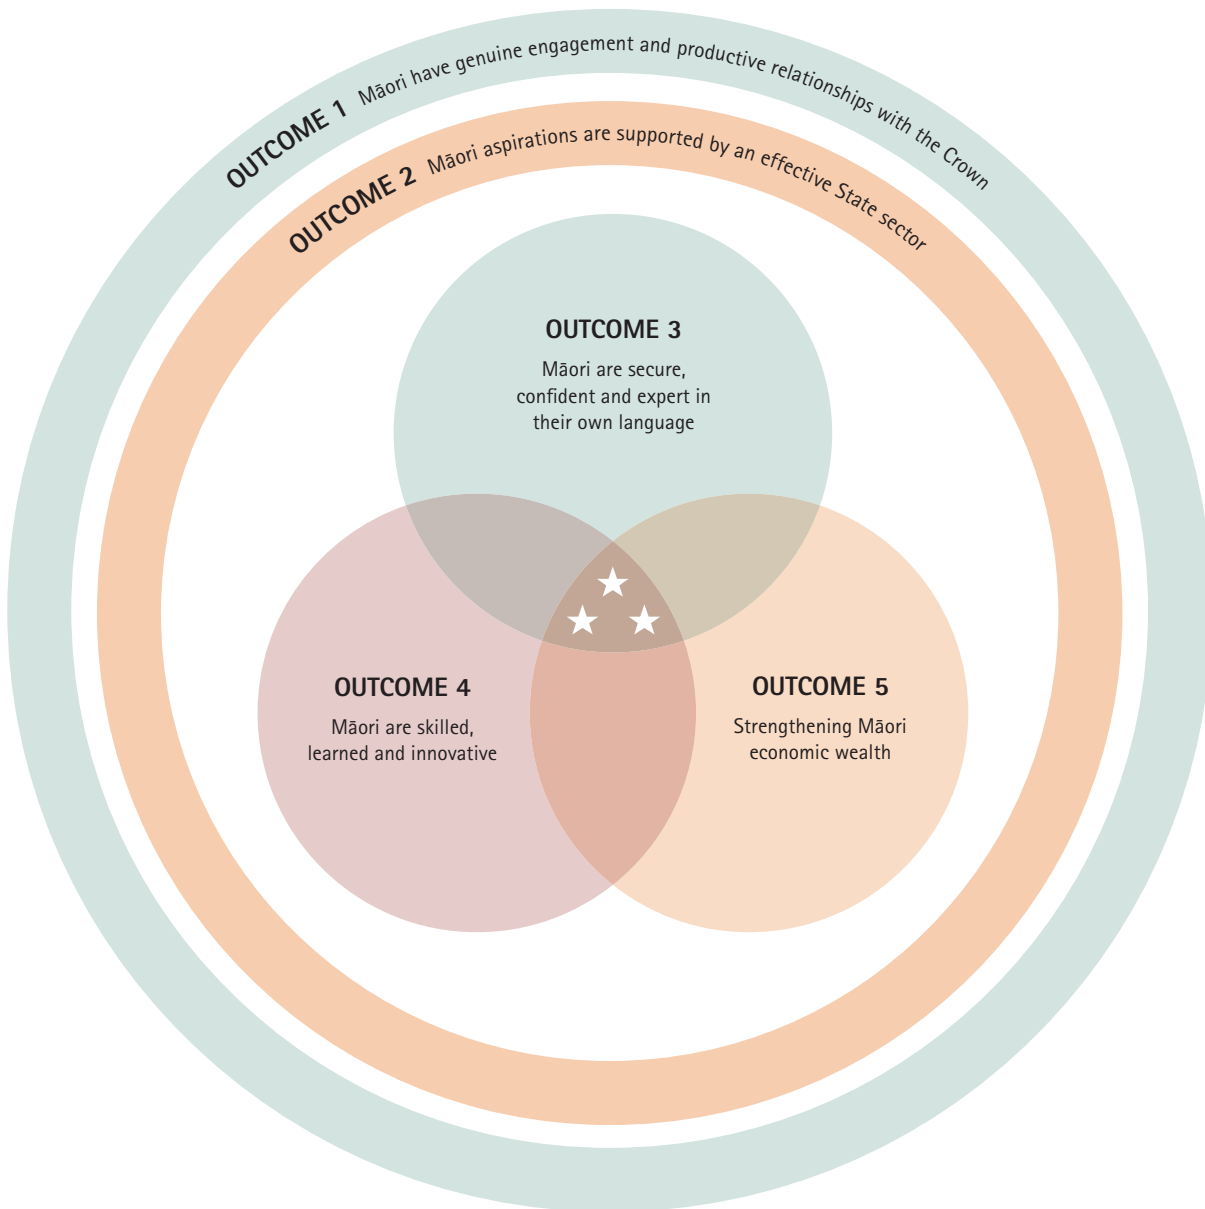 OUTCOME 1 Māori have genuine engagement and productive relationships with the Crown
OUTCOME 2 Māori aspirations are supported by an effective State sector
OUTCOME 3
Māori are secure,
confident and expert in
their own language
OUTCOME 4
Māori are skilled,
learned and innovative
OUTCOME 5
Strengthening Māori
economic wealth